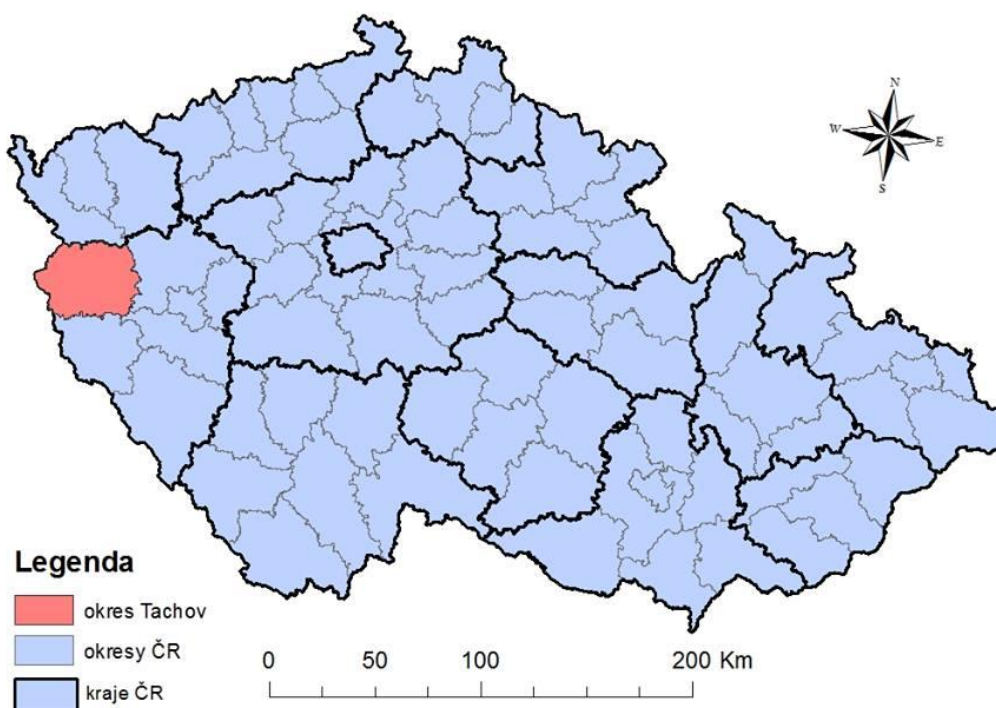 N
W
E
S
Legenda
okres Tachov
okresy ČR
kraje ČR
0 50 100 200 Km